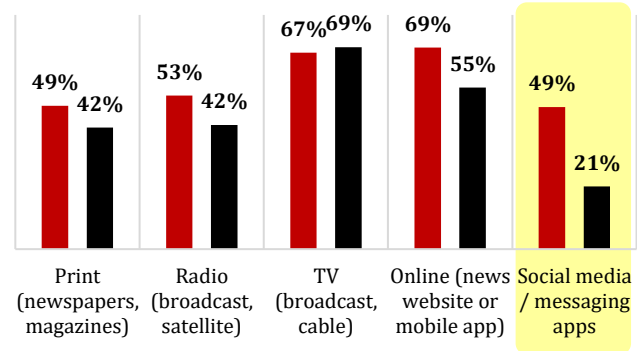 49%
42%
53%
42%
67%
69%
69%
55%
49%
21%
Print
(newspapers,
magazines)
Radio
(broadcast,
satellite)
TV
(broadcast,
cable)
Online (news
website or
mobile app)
Social media
/ messaging
apps